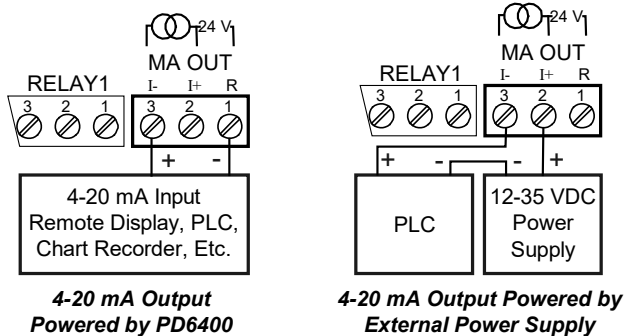 24 V
MA OUT
RELAY1
I- I+ R
3 2 1 3 2 1
+ -
4-20 mA Input
Remote Display, PLC,
Chart Recorder, Etc.
4-20 mA Output
Powered by PD6400
24 V
MA OUT
RELAY1
I- I+ R
3 2 1 3 2 1
+ - - +
PLC
12-35 VDC
Power
Supply
4-20 mA Output Powered by
External Power Supply